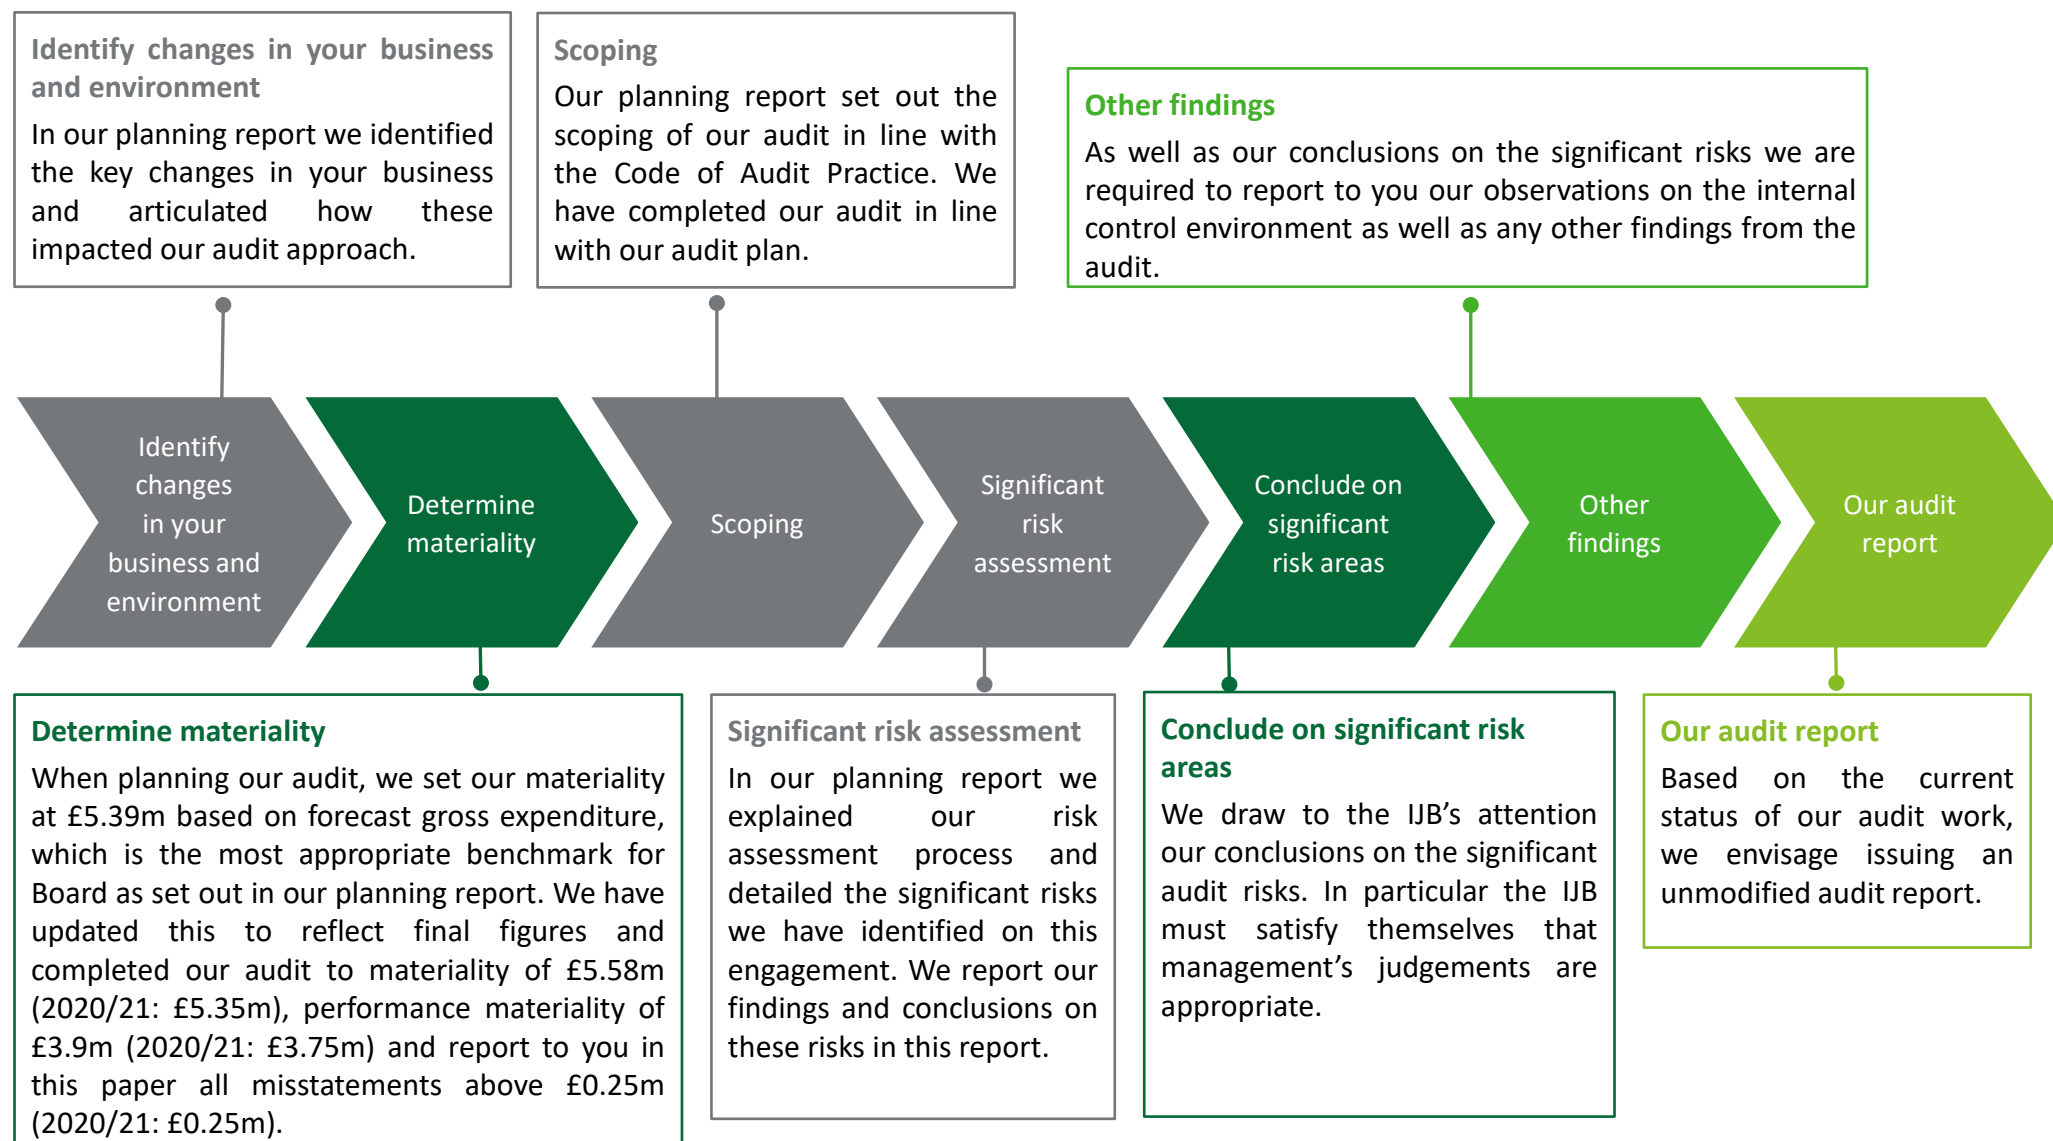 Identify changes in your business
and environment
In our planning report we identified
the key changes in your business
and articulated how these
impacted our audit approach.
Scoping
Our planning report set out the
scoping of our audit in line with
the Code of Audit Practice. We
have completed our audit in line
with our audit plan.
Other findings
As well as our conclusions on the significant risks we are
required to report to you our observations on the internal
control environment as well as any other findings from the
audit.
Identify
changes
in your
business and
environment
Determine
materiality
Scoping
Significant
risk
assessment
Conclude on
significant
risk areas
Other
findings
Our audit
report
Determine materiality
When planning our audit, we set our materiality
at £5.39m based on forecast gross expenditure,
which is the most appropriate benchmark for
Board as set out in our planning report. We have
updated this to reflect final figures and
completed our audit to materiality of £5.58m
(2020/21: £5.35m), performance materiality of
£3.9m (2020/21: £3.75m) and report to you in
this paper all misstatements above £0.25m
(2020/21: £0.25m).
Significant risk assessment
In our planning report we
explained our risk
assessment process and
detailed the significant risks
we have identified on this
engagement. We report our
findings and conclusions on
these risks in this report.
Conclude on significant risk
areas
We draw to the IJB’s attention
our conclusions on the significant
audit risks. In particular the IJB
must satisfy themselves that
management’s judgements are
appropriate.
Our audit report
Based on the current
status of our audit work,
we envisage issuing an
unmodified audit report.